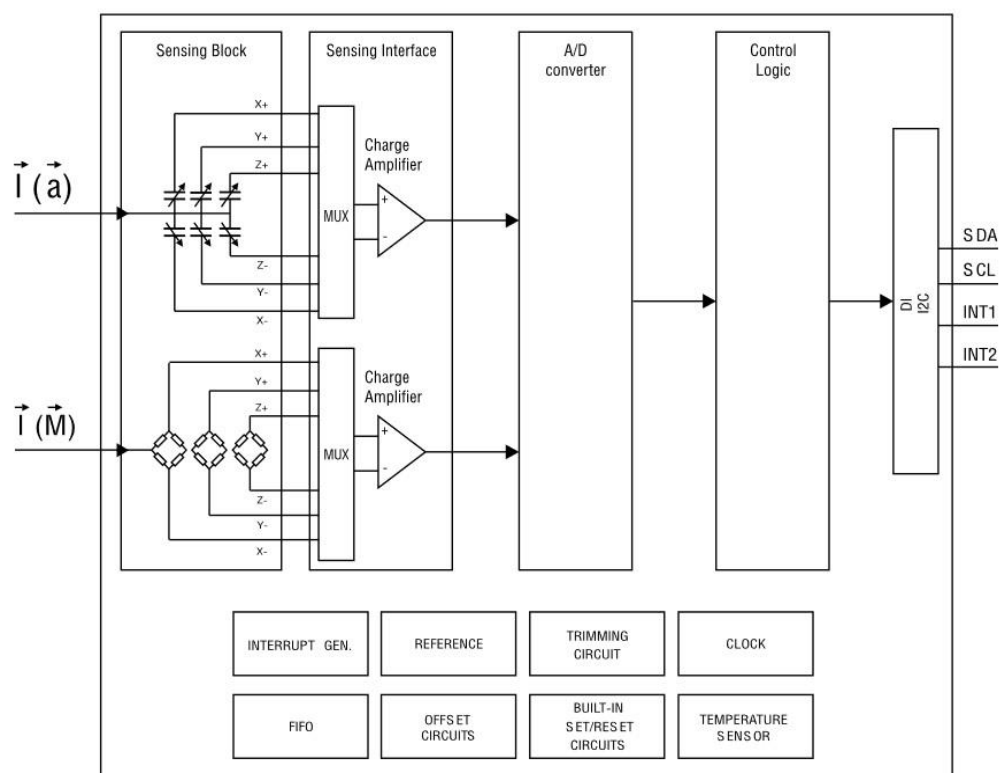 Sensing Block
Sensing Interface
A/D
converter
Control
Logic
X+
Y+
Z+
I (a)
Z-
Y-
X-
MUX
Charge
Amplifier
+
-
X+
Y+
Z+
I (M)
Z-
Y-
X-
MUX
Charge
Amplifier
+
-
DI
I2C
SDA
SCL
INT1
INT2
INTERRUPT GEN.
REFERENCE
TRIMMING
CIRCUIT
CLOCK
FIFO
OFFSET
CIRCUITS
BUILT-IN
SET/RESET
CIRCUITS
TEMPERATURE
SENSOR